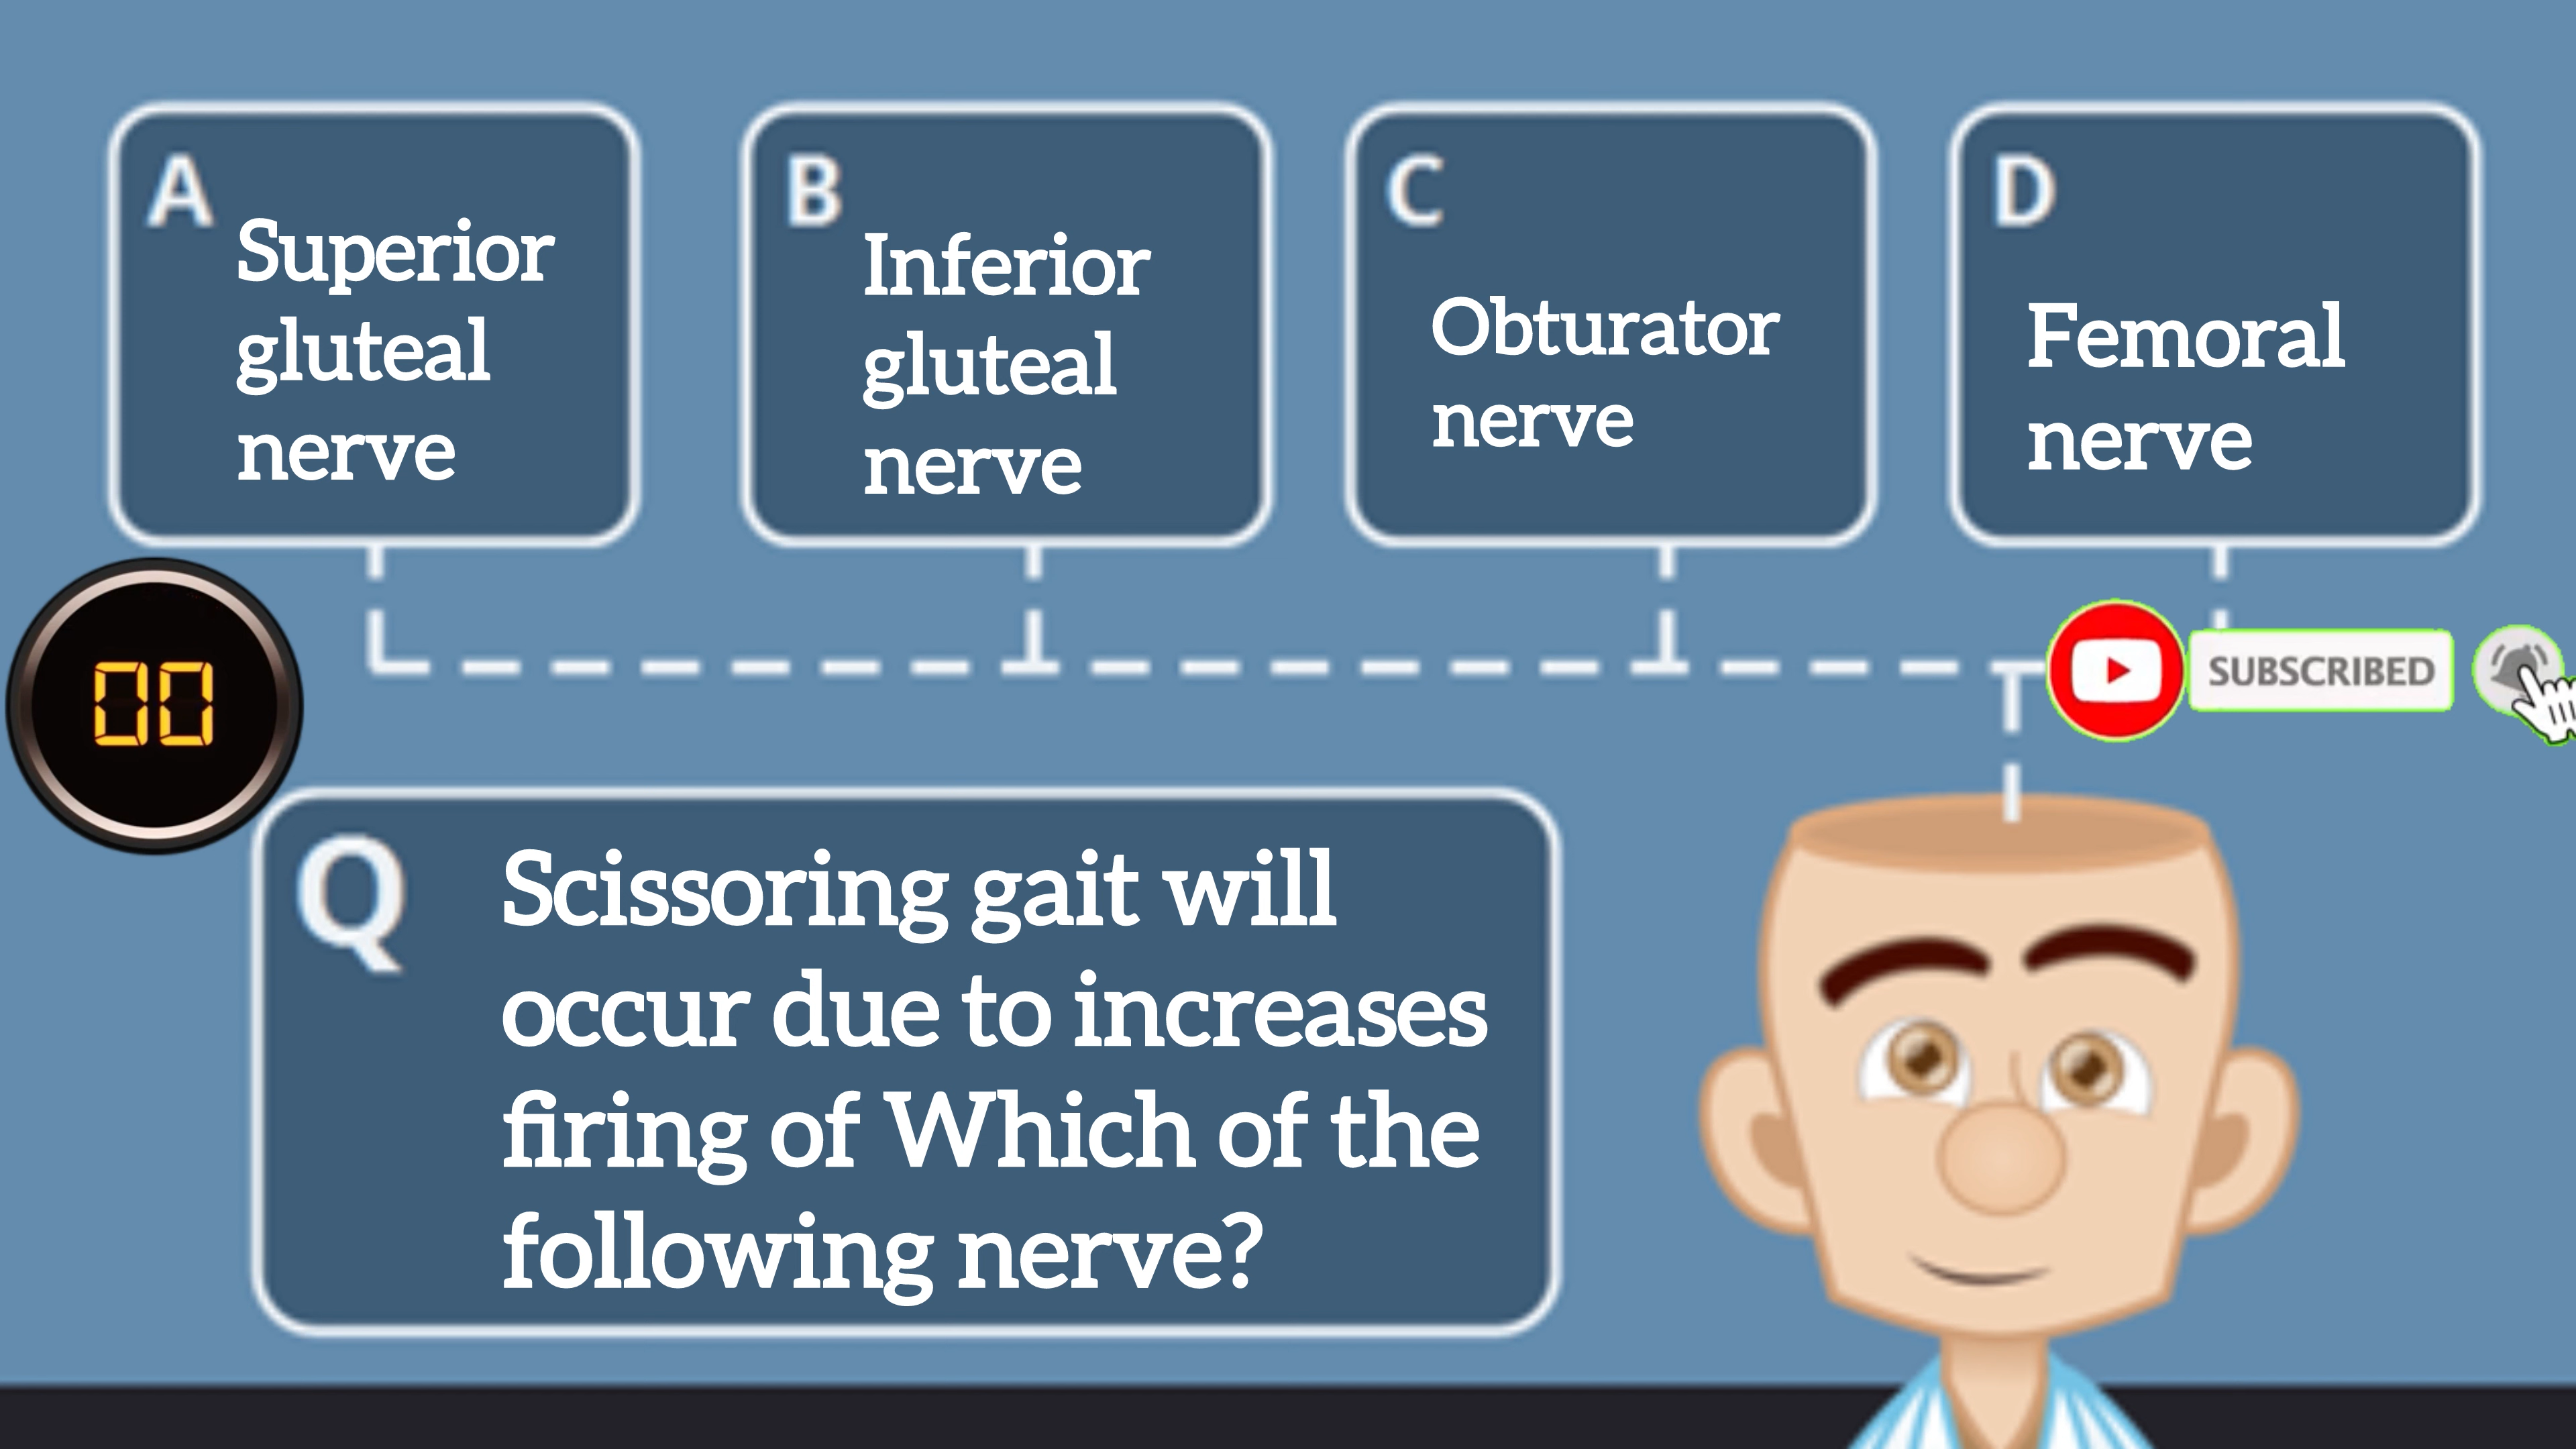 A
Superior
gluteal
nerve
B
Inferior
gluteal
nerve
C
Obturator
nerve
D
Femoral
nerve
00
SUBSCRIBED
Q
Scissoring gait will
occur due to increases
firing of Which of the
following nerve?